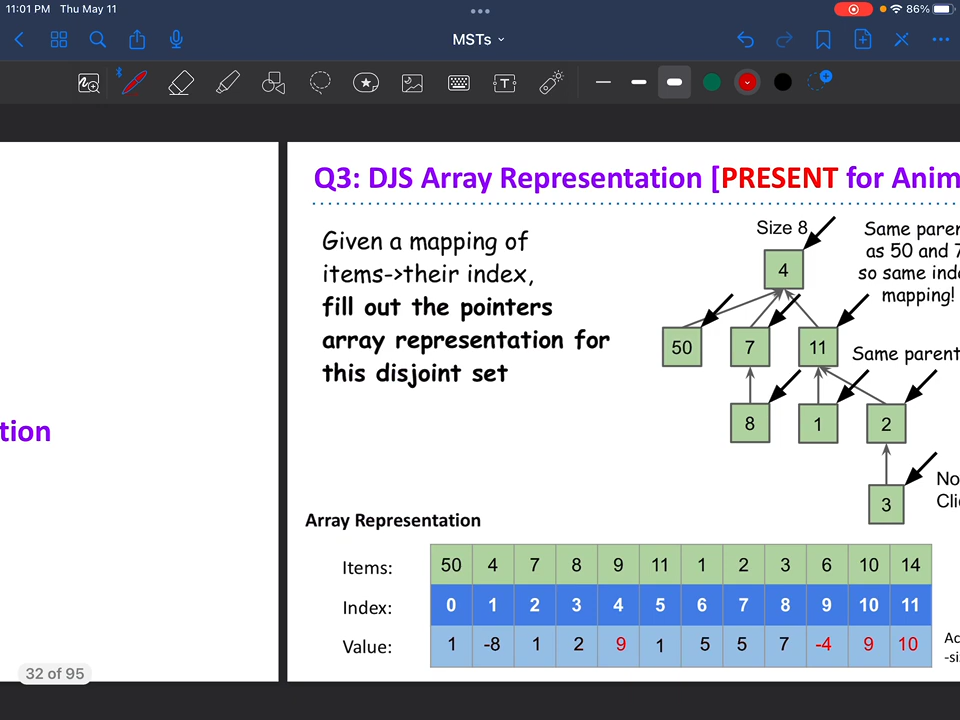 11:01 PM Thu May 11
86%
MSTs
T
tion
Q3: DJS Array Representation [PRESENT for Anim
Given a mapping of
items->their index,
fill out the pointers
array representation for
this disjoint set
Size 8
Same paren
as 50 and 7
so same inde
mapping!
4
50 7 11
Same parent
8 1 2
3
No
Clic
Array Representation
Items: 50 4 7 8 9 11 1 2 3 6 10 14
Index: 0 1 2 3 4 5 6 7 8 9 10 11
Value: 1 -8 1 2 9 1 5 5 7 -4 9 10
Ac
-siz
32 of 95